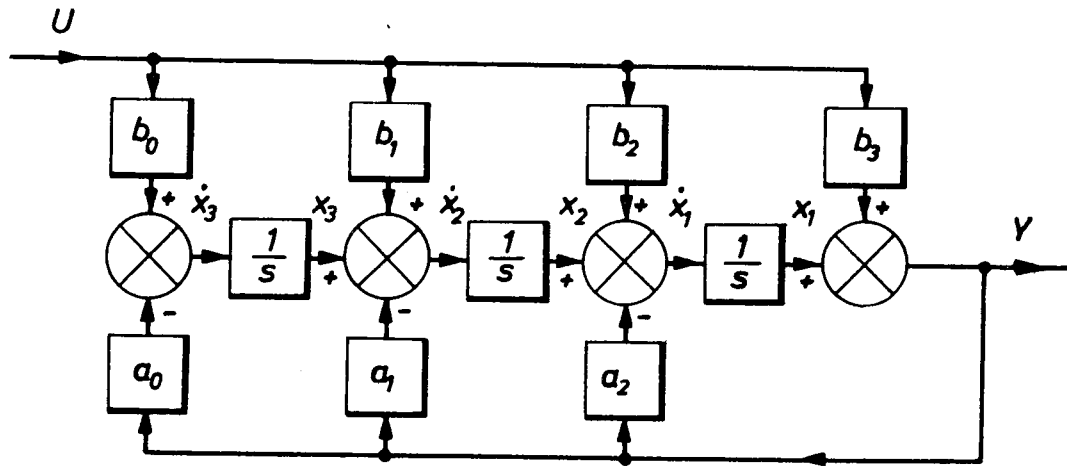 U
b₀
b₁
b₂
b₃
+ ẋ₃ x₃ + ẋ₂ x₂ + ẋ₁ x₁ + Y
1/s + 1/s + 1/s +
- - -
a₀
a₁
a₂